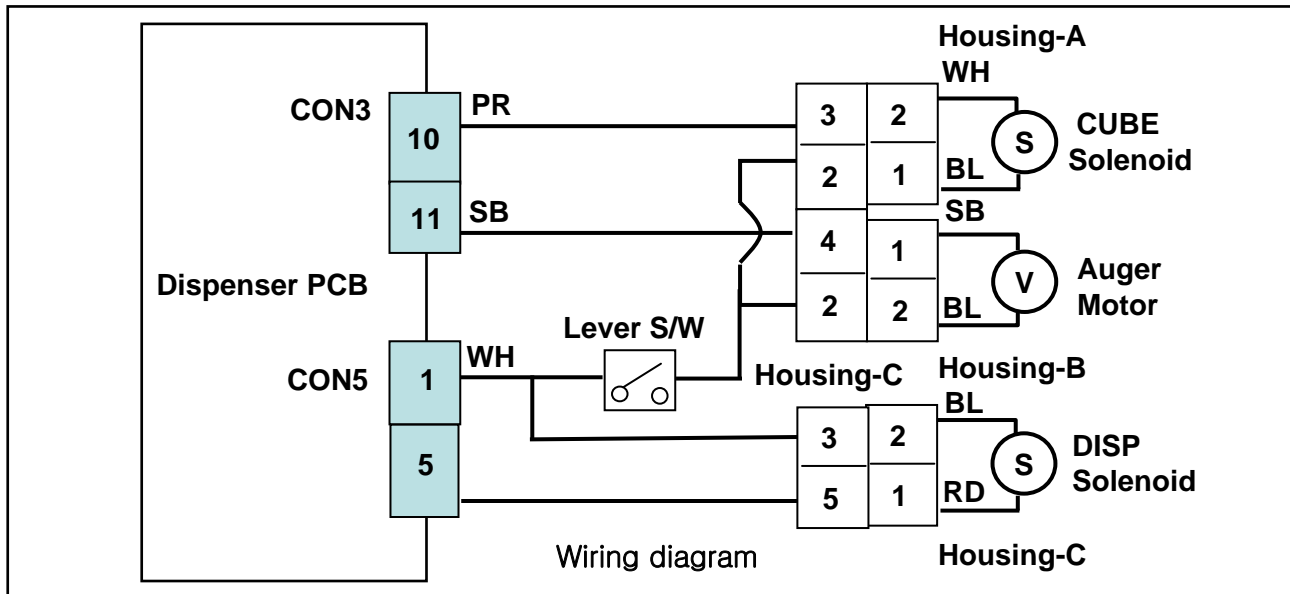 Housing-A
WH
CON3
PR
10
3
2
CUBE
S
Solenoid
2
1
BL
11
SB
SB
4
1
Dispenser PCB
V
Auger
Motor
2
2
BL
Lever S/W
CON5
1
WH
Housing-C
Housing-B
BL
3
2
DISP
S
Solenoid
5
5
1
RD
Wiring diagram
Housing-C